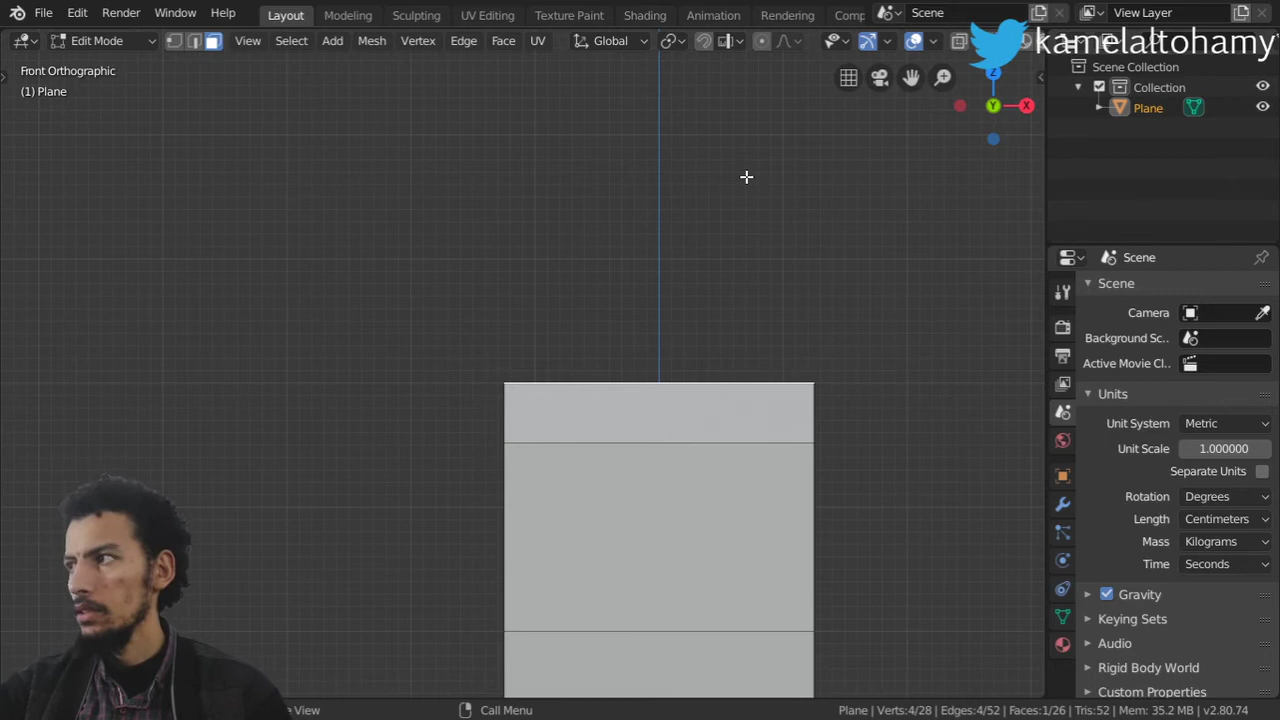 File Edit Render Window Help Layout Modeling Sculpting UV Editing Texture Paint Shading Animation Rendering Comp Scene View Layer
Edit Mode View Select Add Mesh Vertex Edge Face UV Global kamelaltohamy
Front Orthographic
(1) Plane
Z
Y
X
Scene Collection
Collection
Plane
Scene
Scene
Camera
Background Sc..
Active Movie Cl..
Units
Unit System Metric
Unit Scale 1.000000
Separate Units
Rotation Degrees
Length Centimeters
Mass Kilograms
Time Seconds
Gravity
Keying Sets
Audio
Rigid Body World
Custom Properties
View Call Menu Plane | Verts:4/28 | Edges:4/52 | Faces:1/26 | Tris:52 | Mem: 35.2 MB | v2.80.74